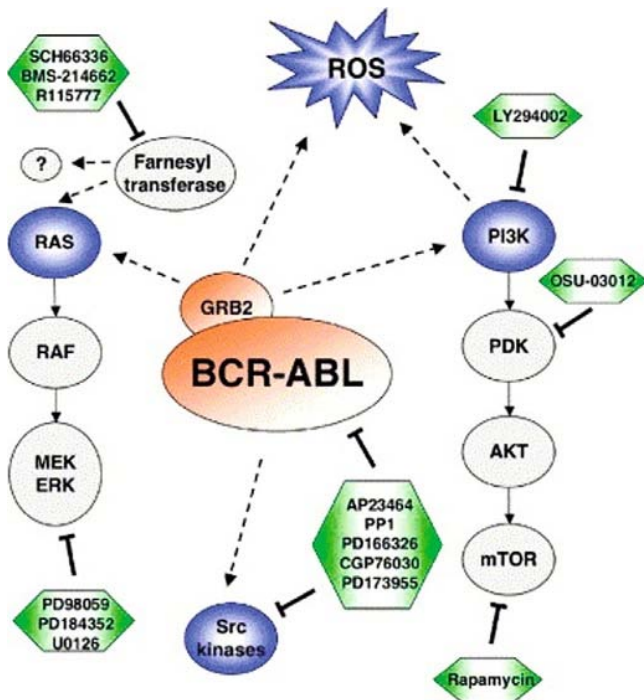 SCH66336
BMS-214662
R115777
ROS
LY294002
?
Farnesyl
transferase
RAS
PI3K
OSU-03012
GRB2
RAF
BCR-ABL
PDK
MEK
ERK
AKT
AP23464
PP1
PD166326
CGP76030
PD173955
mTOR
PD98059
PD184352
U0126
Src
kinases
Rapamycin